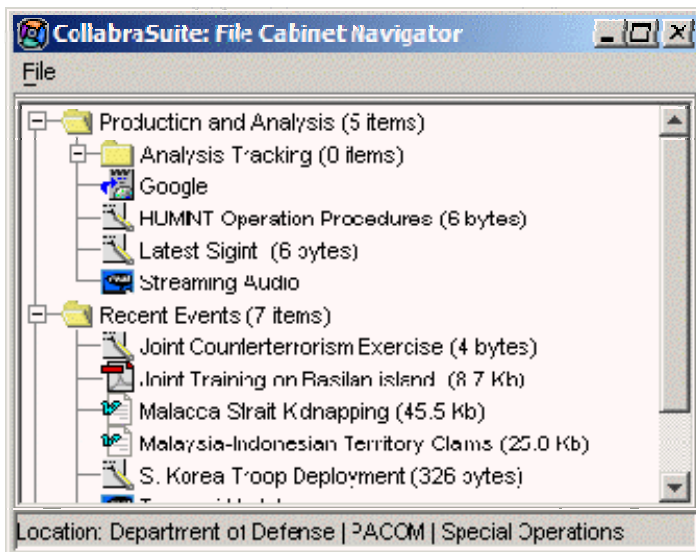 CollabraSuite: File Cabinet Navigator
File
Production and Analysis (5 items)
Analysis Tracking (0 items)
Google
HUMINT Operation Procedures (6 bytes)
Latest Sigint (6 bytes)
Streaming Audio
Recent Events (7 items)
Joint Counterterrorism Exercise (4 bytes)
Joint Training on Basilan island (8.7 Kb)
Malacca Strait Kidnapping (45.5 Kb)
Malaysia-Indonesian Territory Claims (25.0 Kb)
S. Korea Troop Deployment (326 bytes)
Location: Department of Defense | PACOM | Special Operations